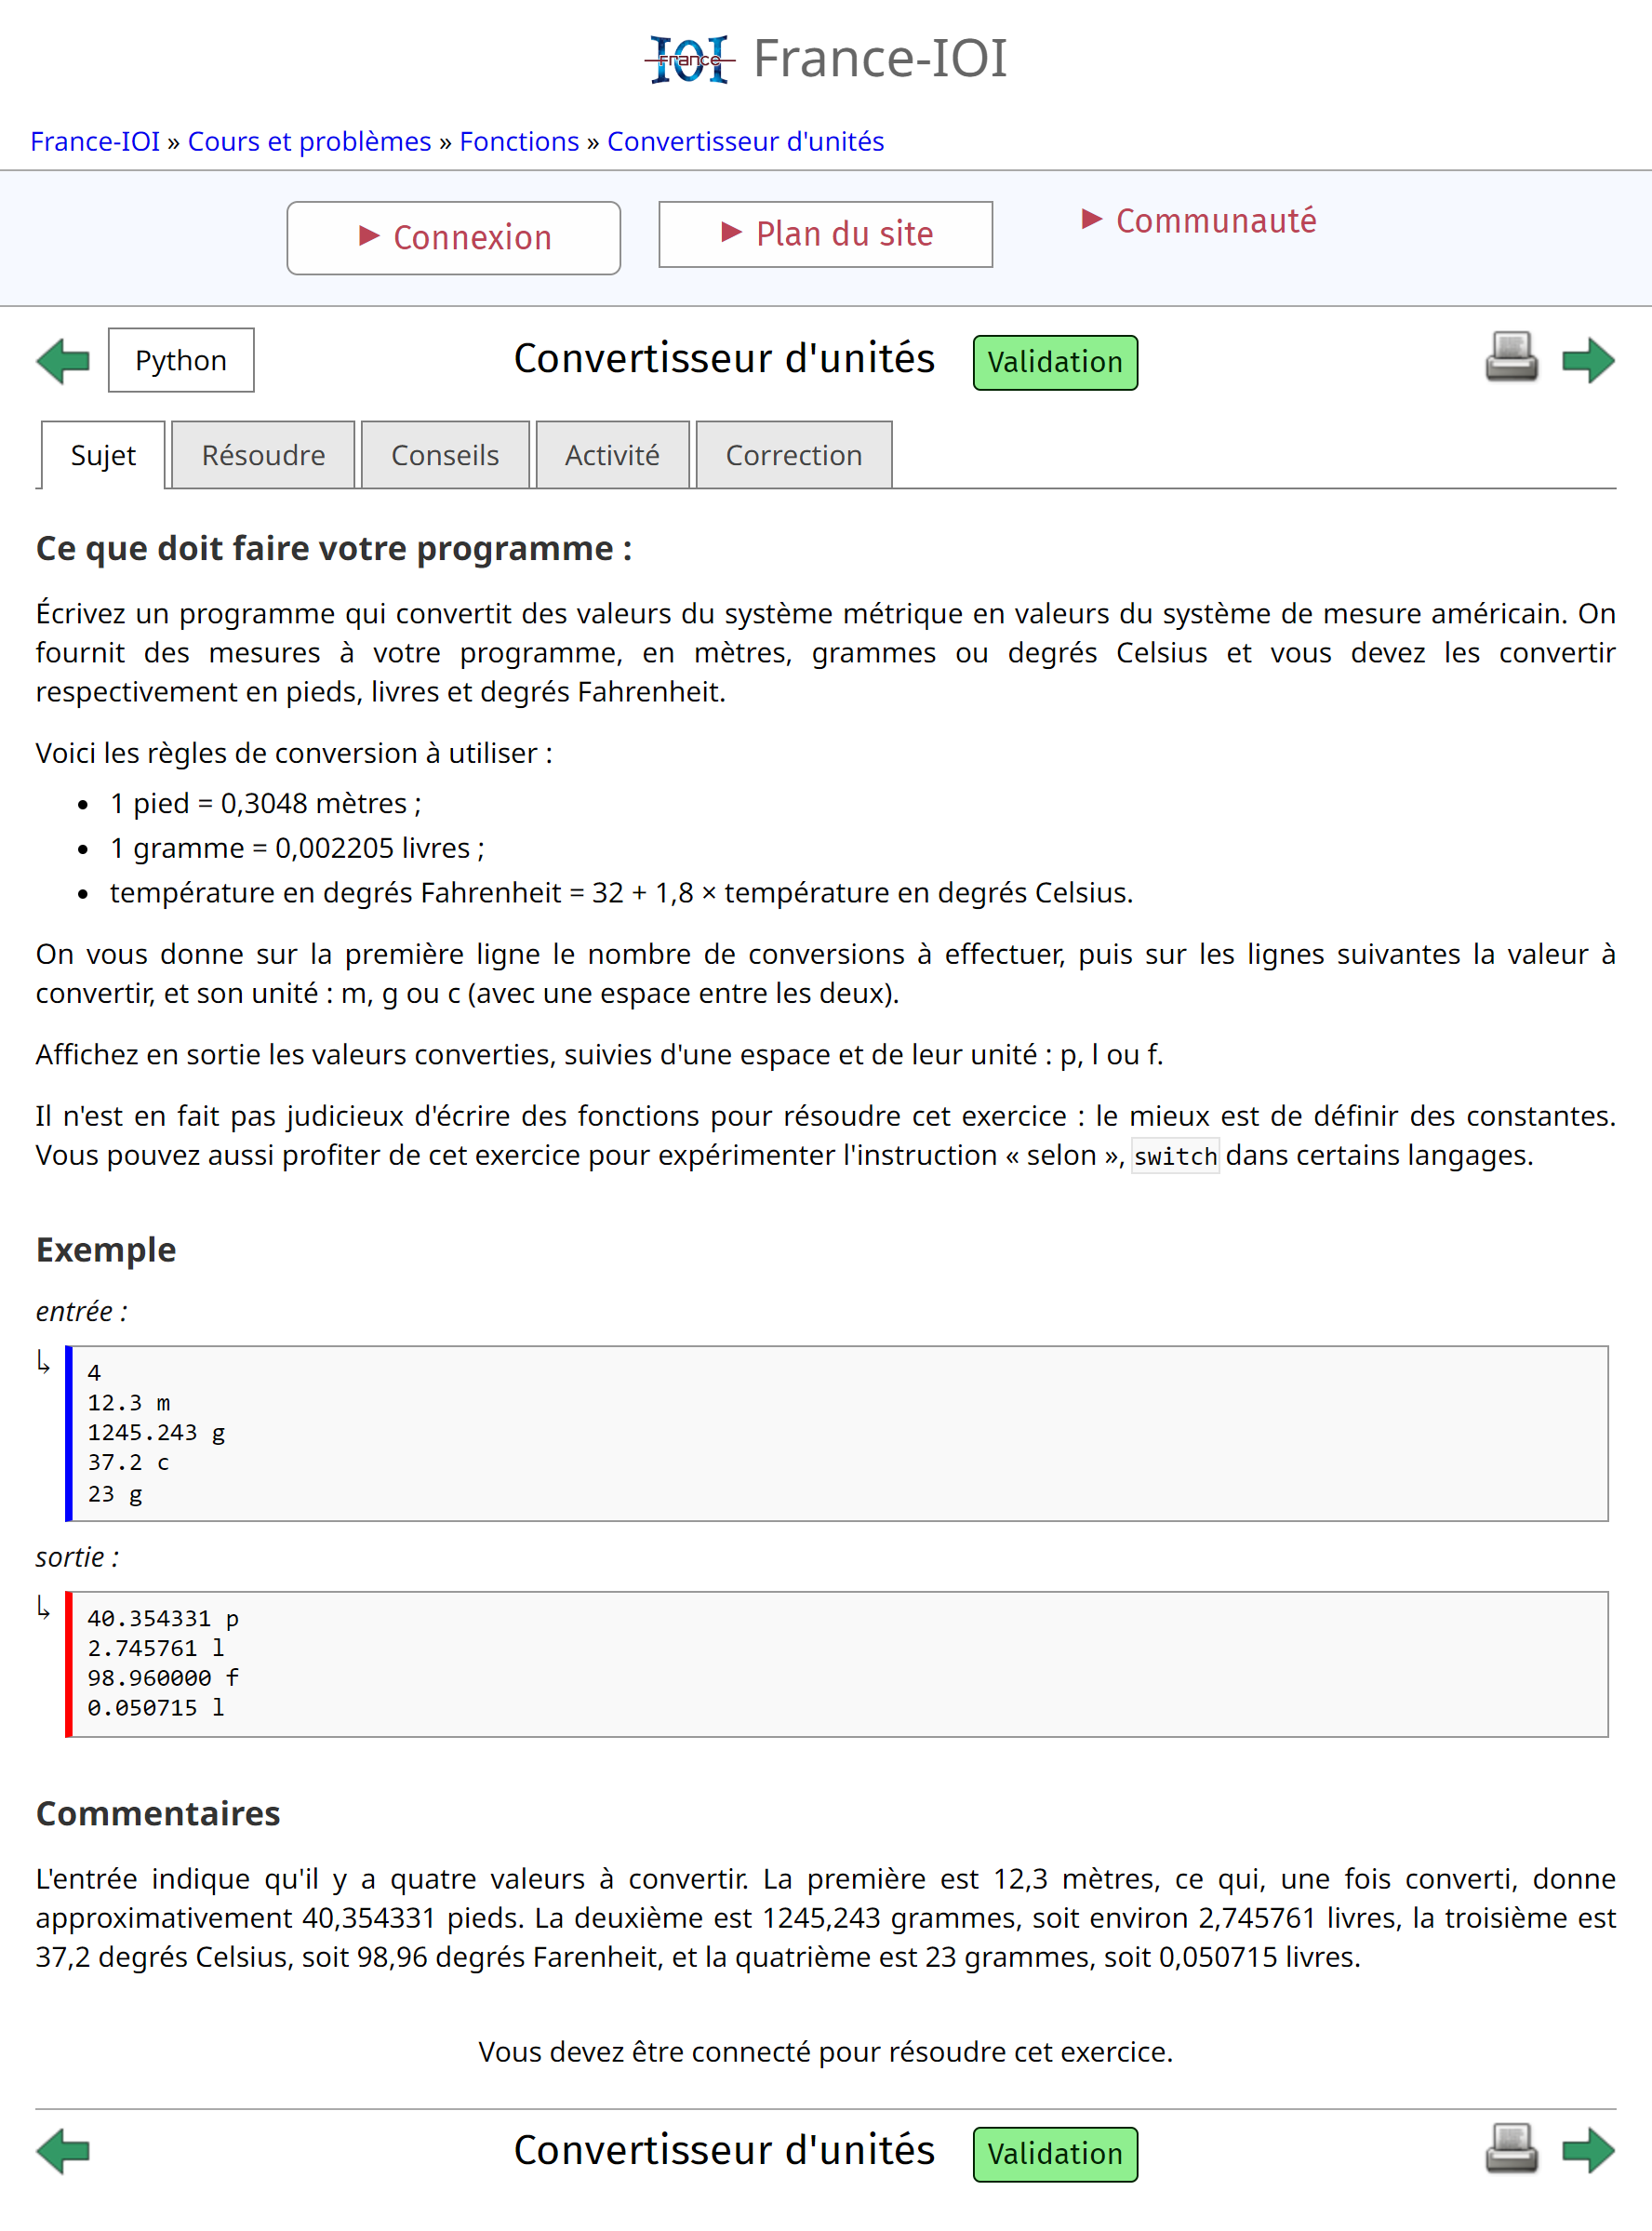 France France-IOI
France-IOI » Cours et problèmes » Fonctions » Convertisseur d'unités
► Connexion ► Plan du site ► Communauté
Python Convertisseur d'unités Validation
Sujet Résoudre Conseils Activité Correction
Ce que doit faire votre programme :
Écrivez un programme qui convertit des valeurs du système métrique en valeurs du système de mesure américain. On
fournit des mesures à votre programme, en mètres, grammes ou degrés Celsius et vous devez les convertir
respectivement en pieds, livres et degrés Fahrenheit.
Voici les règles de conversion à utiliser :
• 1 pied = 0,3048 mètres ;
• 1 gramme = 0,002205 livres ;
• température en degrés Fahrenheit = 32 + 1,8 × température en degrés Celsius.
On vous donne sur la première ligne le nombre de conversions à effectuer, puis sur les lignes suivantes la valeur à
convertir, et son unité : m, g ou c (avec une espace entre les deux).
Affichez en sortie les valeurs converties, suivies d'une espace et de leur unité : p, l ou f.
Il n'est en fait pas judicieux d'écrire des fonctions pour résoudre cet exercice : le mieux est de définir des constantes.
Vous pouvez aussi profiter de cet exercice pour expérimenter l'instruction « selon », switch dans certains langages.
Exemple
entrée :
↳
4
12.3 m
1245.243 g
37.2 c
23 g
sortie :
↳
40.354331 p
2.745761 l
98.960000 f
0.050715 l
Commentaires
L'entrée indique qu'il y a quatre valeurs à convertir. La première est 12,3 mètres, ce qui, une fois converti, donne
approximativement 40,354331 pieds. La deuxième est 1245,243 grammes, soit environ 2,745761 livres, la troisième est
37,2 degrés Celsius, soit 98,96 degrés Farenheit, et la quatrième est 23 grammes, soit 0,050715 livres.
Vous devez être connecté pour résoudre cet exercice.
Convertisseur d'unités Validation